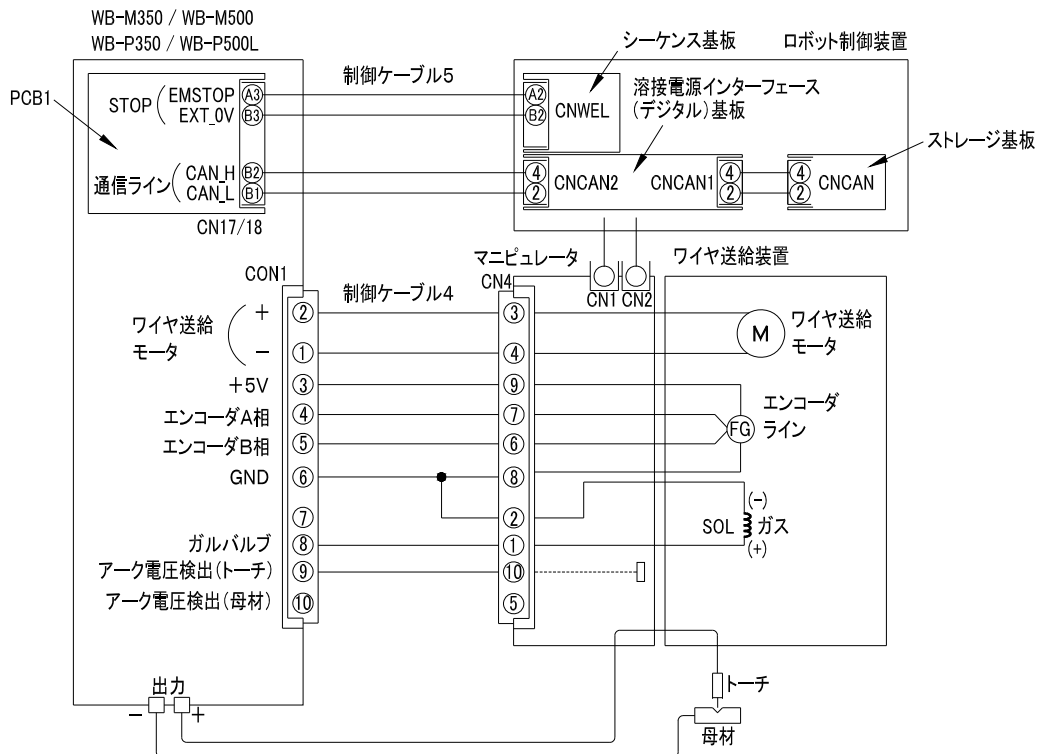 WB-M350 / WB-M500
WB-P350 / WB-P500L
PCB1
STOP
EMSTOP
EXT_0V
A3
B3
通信ライン
CAN_H
CAN_L
B2
B1
CN17/18
制御ケーブル5
シーケンス基板
ロボット制御装置
A2
B2
CNWEL
溶接電源インターフェース
(デジタル)基板
ストレージ基板
4
2
CNCAN2
CNCAN1
4
2
4
2
CNCAN
CON1
制御ケーブル4
マニピュレータ
CN4
CN1
CN2
ワイヤ送給装置
ワイヤ送給
モータ
+
−
② ③
① ④
M
ワイヤ送給
モータ
+5V ③ ⑨
エンコーダA相 ④ ⑦
エンコーダB相 ⑤ ⑥
FG
エンコーダ
ライン
GND ⑥ ⑧
⑦ ②
ガルバルブ ⑧ ①
SOL
(-)
ガス
(+)
アーク電圧検出(トーチ) ⑨ ⑩
アーク電圧検出(母材) ⑩ ⑤
出力
− +
トーチ
母材